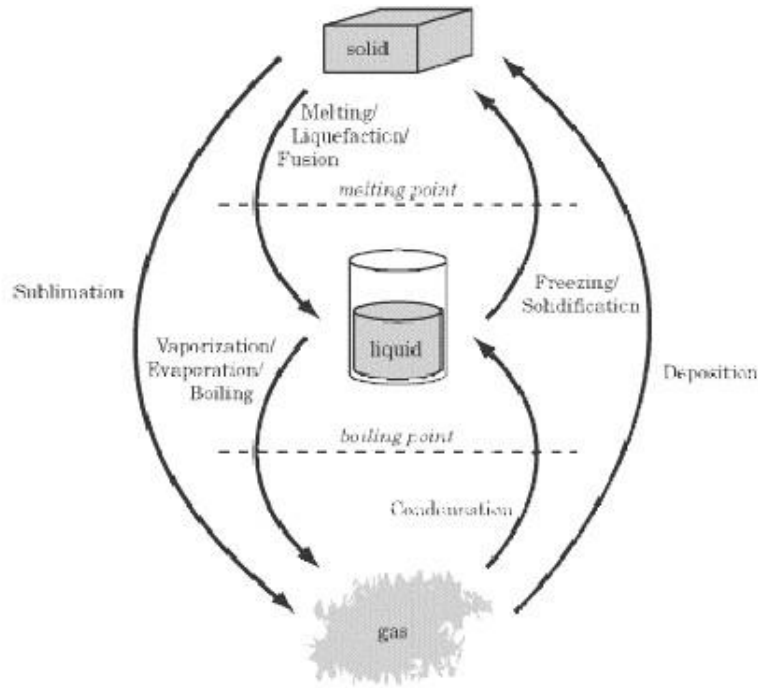 solid
Melting/
Liquefaction/
Fusion
melting point
Sublimation
Freezing/
Solidification
liquid
Vaporization/
Evaporation/
Boiling
Deposition
boiling point
Condensation
gas